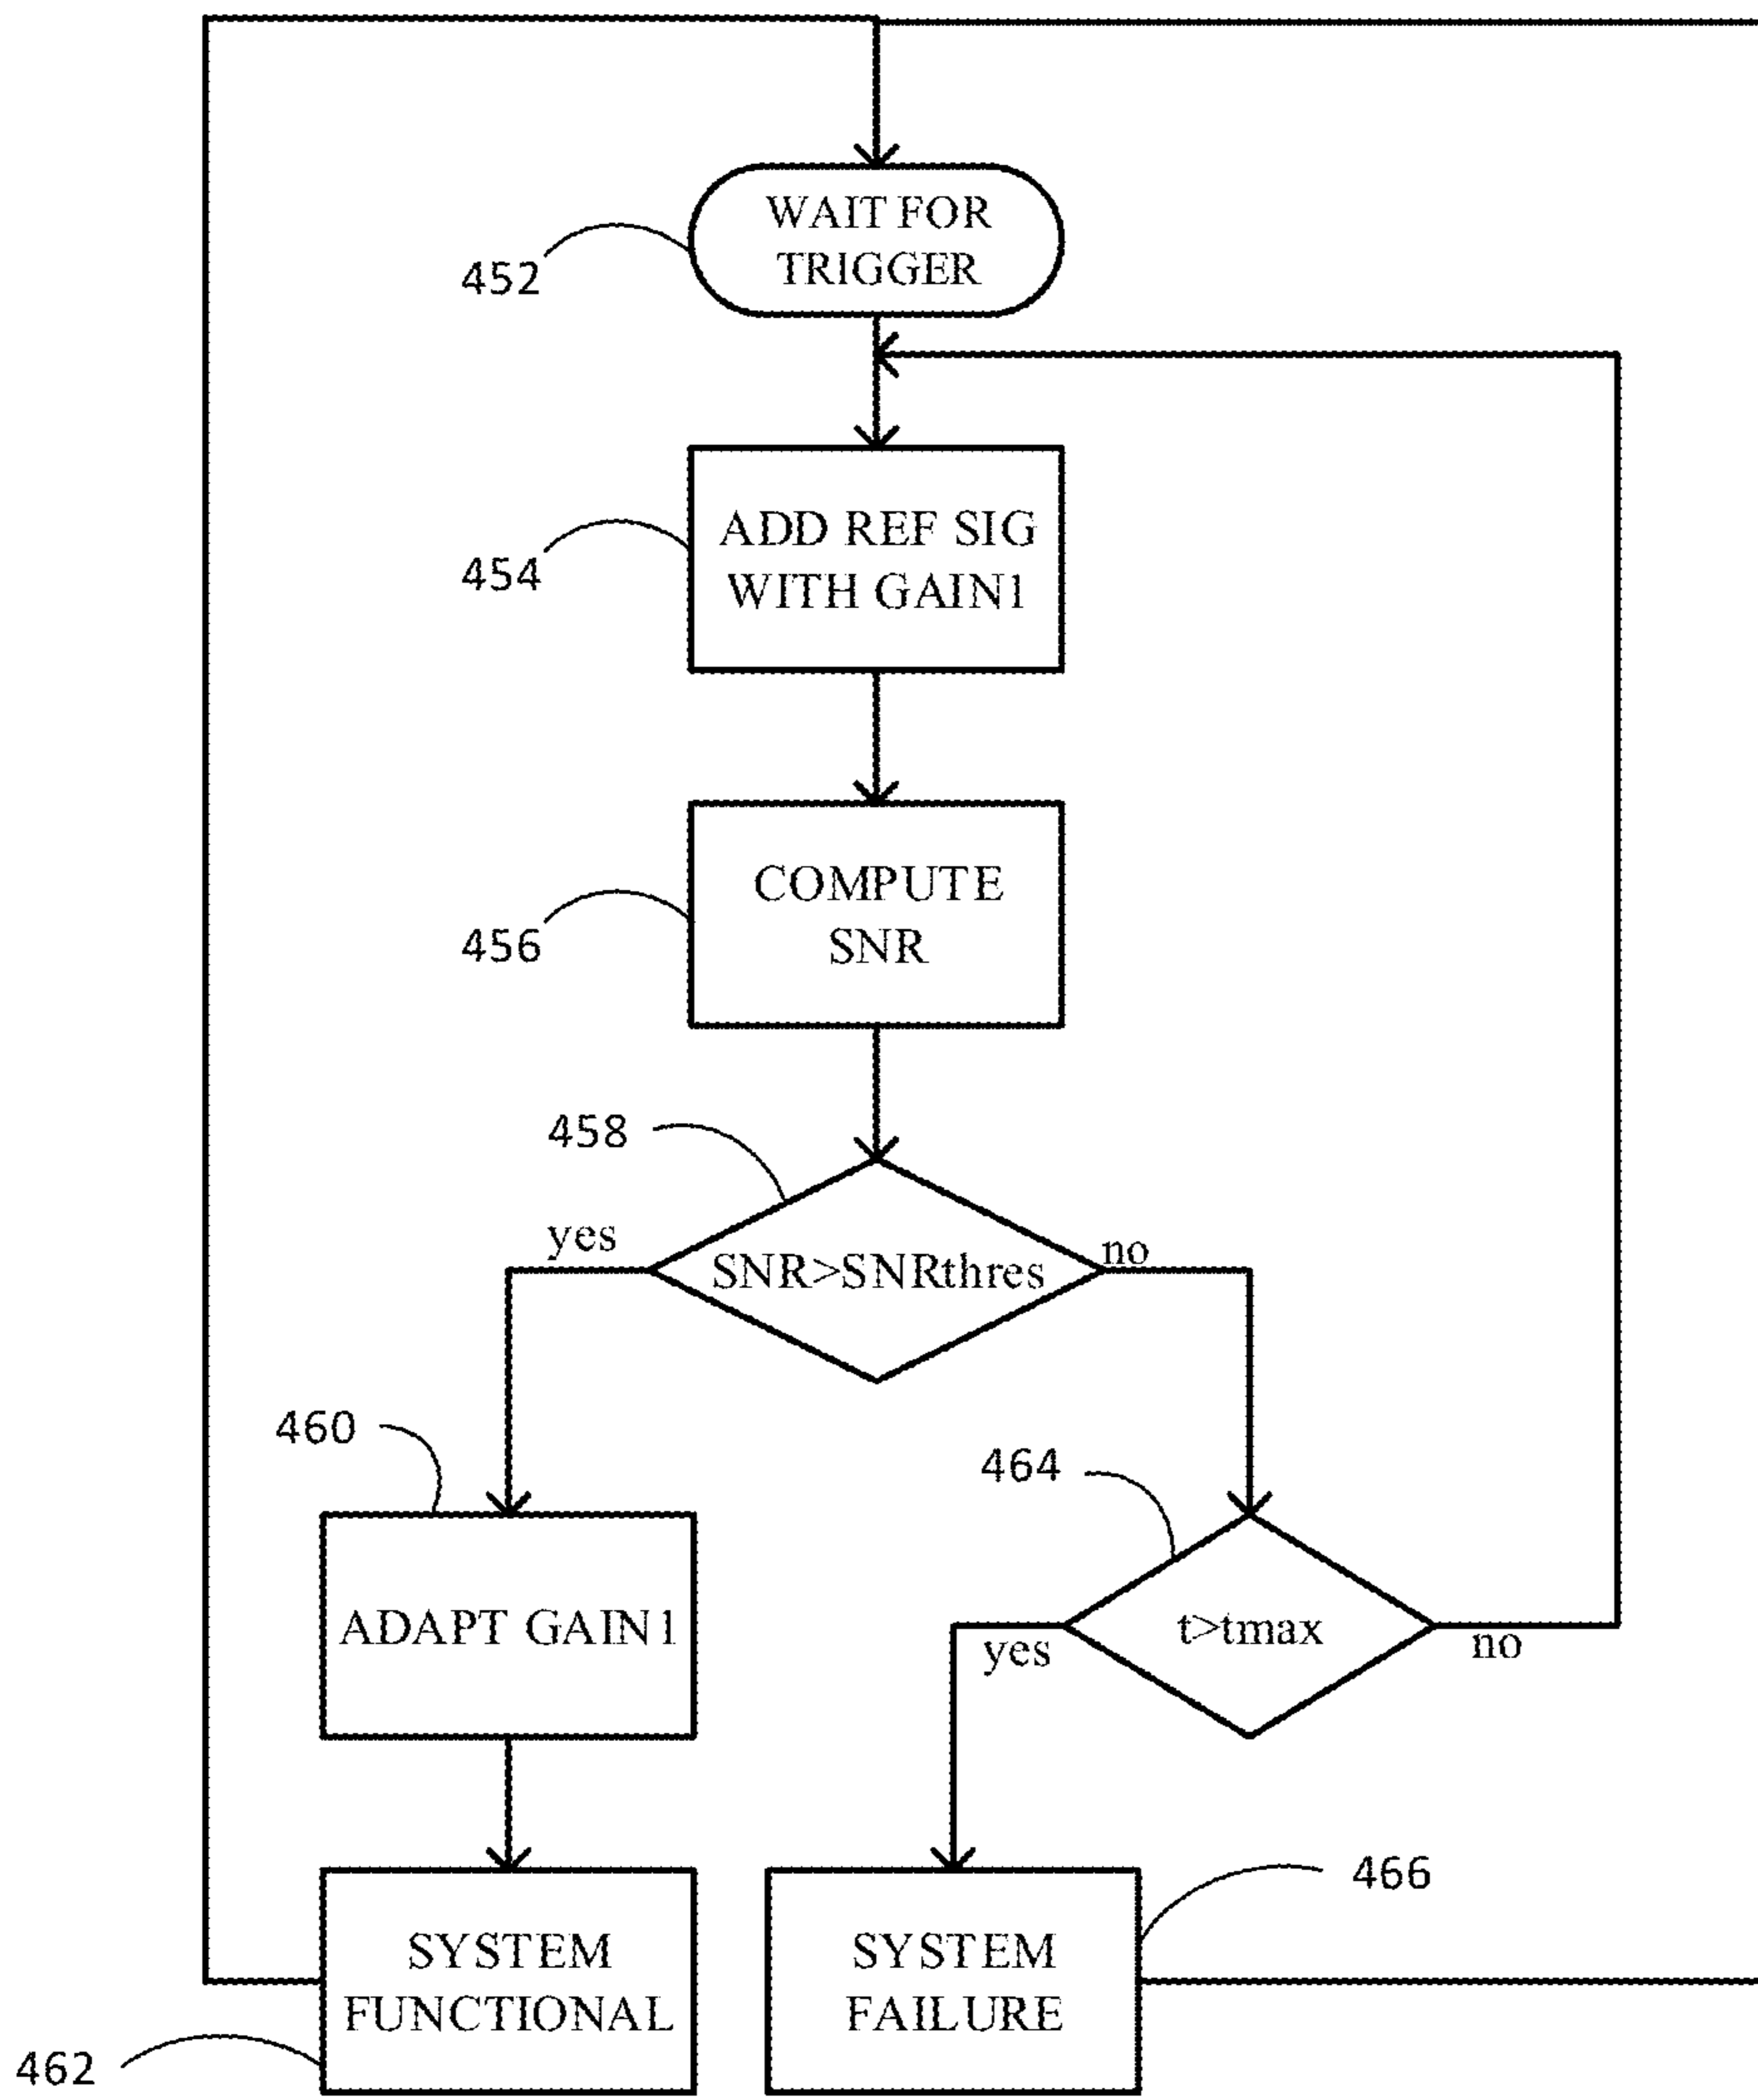 WAIT FOR
TRIGGER
452
ADD REF SIG
WITH GAIN1
454
COMPUTE
SNR
456
458
yes
SNR>SNRthres
no
460
464
ADAPT GAIN1
t>tmax
yes
no
466
SYSTEM
FUNCTIONAL
SYSTEM
FAILURE
462